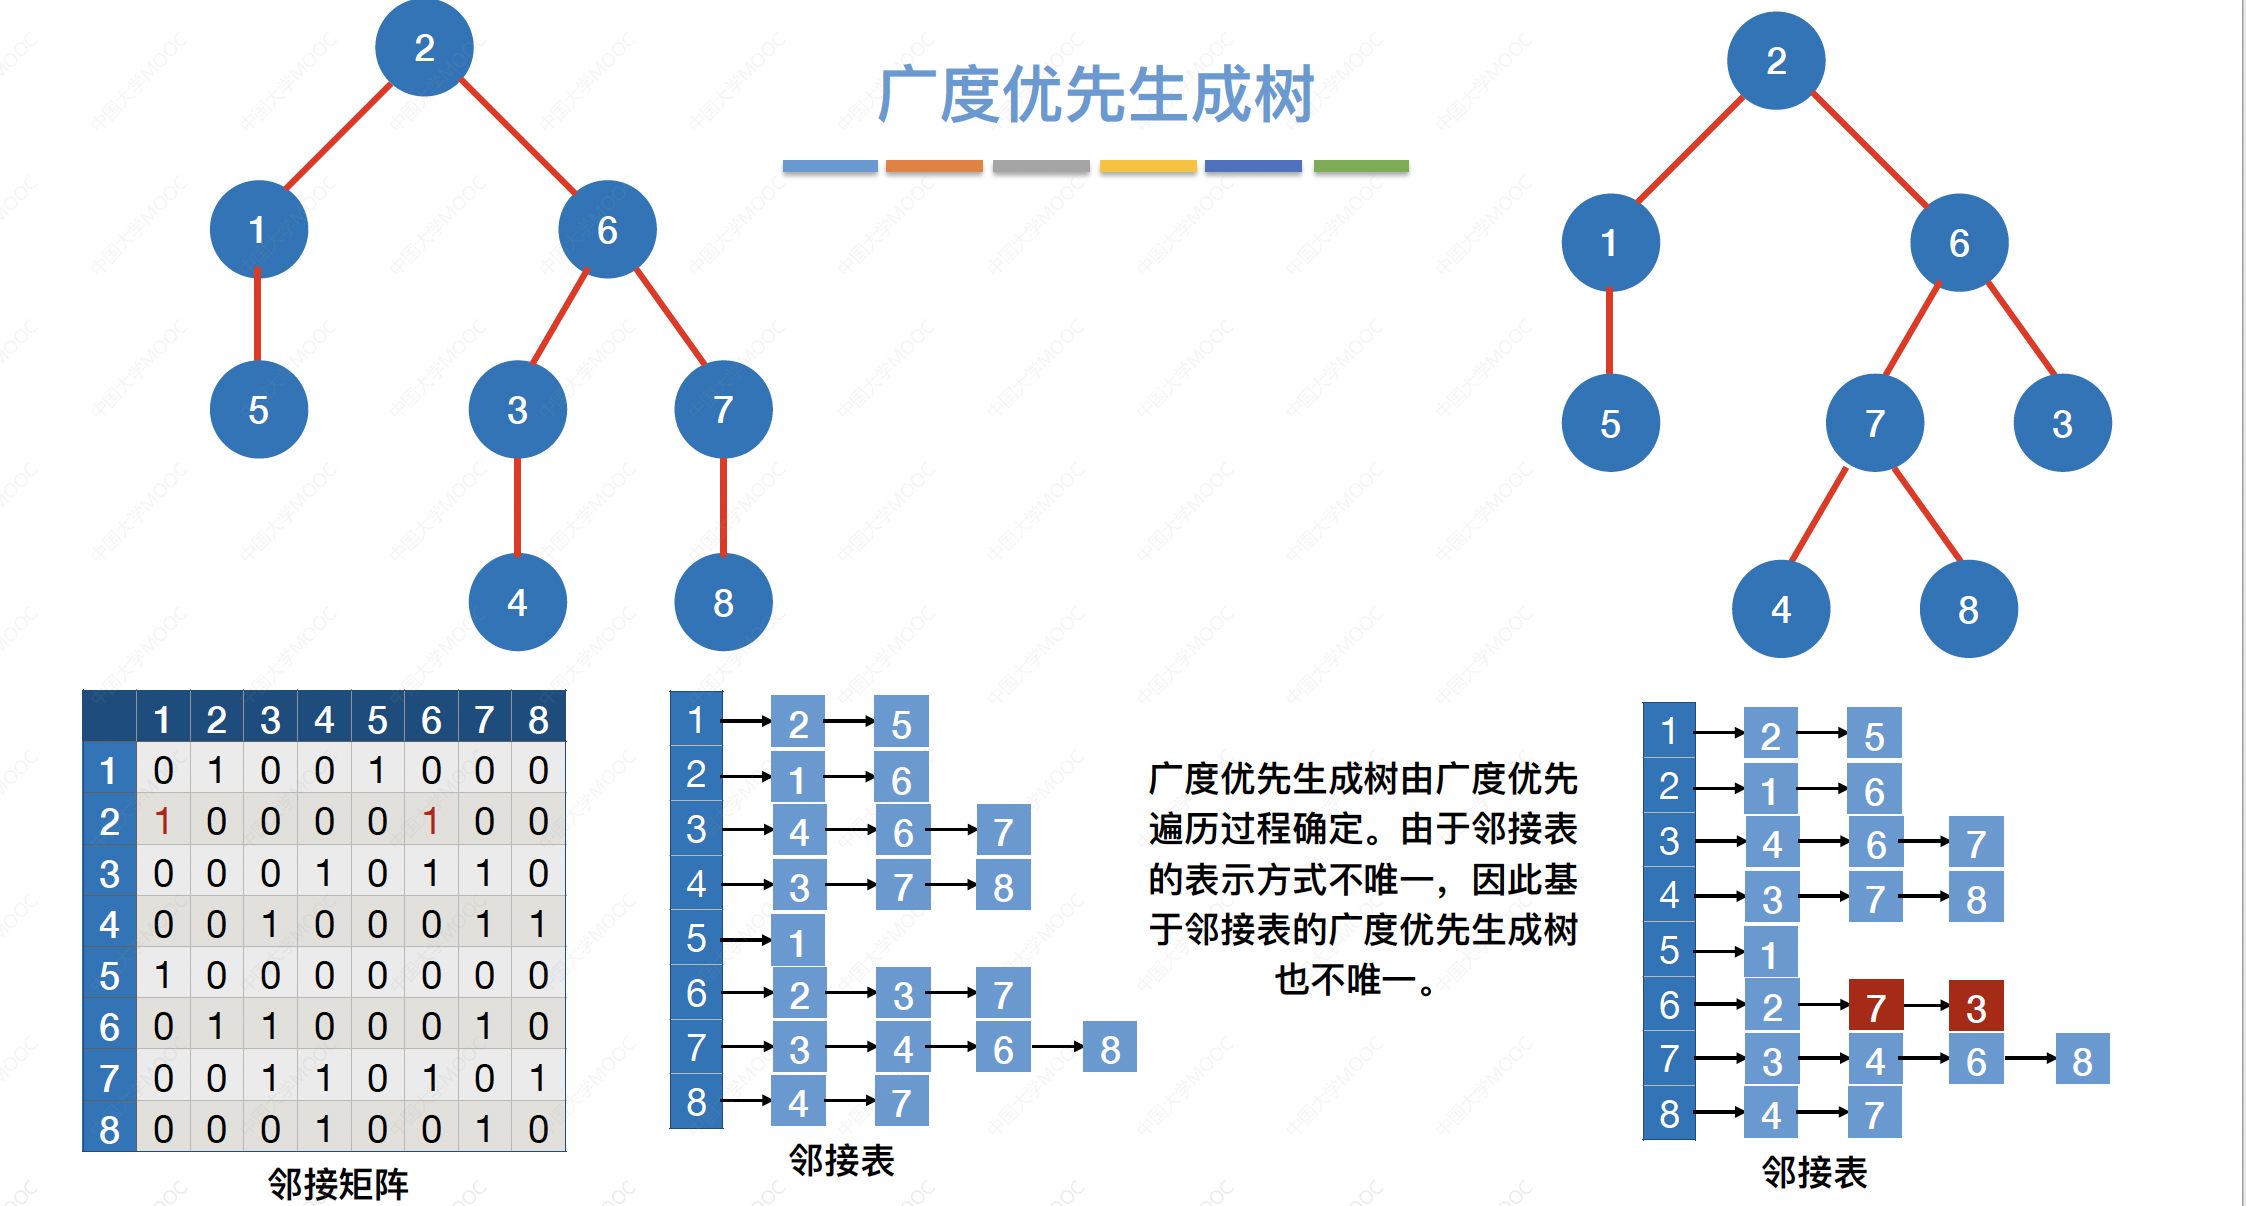 广度优先生成树
2
1 6
5 3 7
4 8
2
1 6
5 7 3
4 8
1 2 3 4 5 6 7 8
1 0 1 0 0 1 0 0 0
2 1 0 0 0 0 1 0 0
3 0 0 0 1 0 1 1 0
4 0 0 1 0 0 0 1 1
5 1 0 0 0 0 0 0 0
6 0 1 1 0 0 0 1 0
7 0 0 1 1 0 1 0 1
8 0 0 0 1 0 0 1 0
邻接矩阵
1 2 5
2 1 6
3 4 6 7
4 3 7 8
5 1
6 2 3 7
7 3 4 6 8
8 4 7
邻接表
广度优先生成树由广度优先
遍历过程确定。由于邻接表
的表示方式不唯一，因此基
于邻接表的广度优先生成树
也不唯一。
1 2 5
2 1 6
3 4 6 7
4 3 7 8
5 1
6 2 7 3
7 3 4 6 8
8 4 7
邻接表
中国大学MOOC